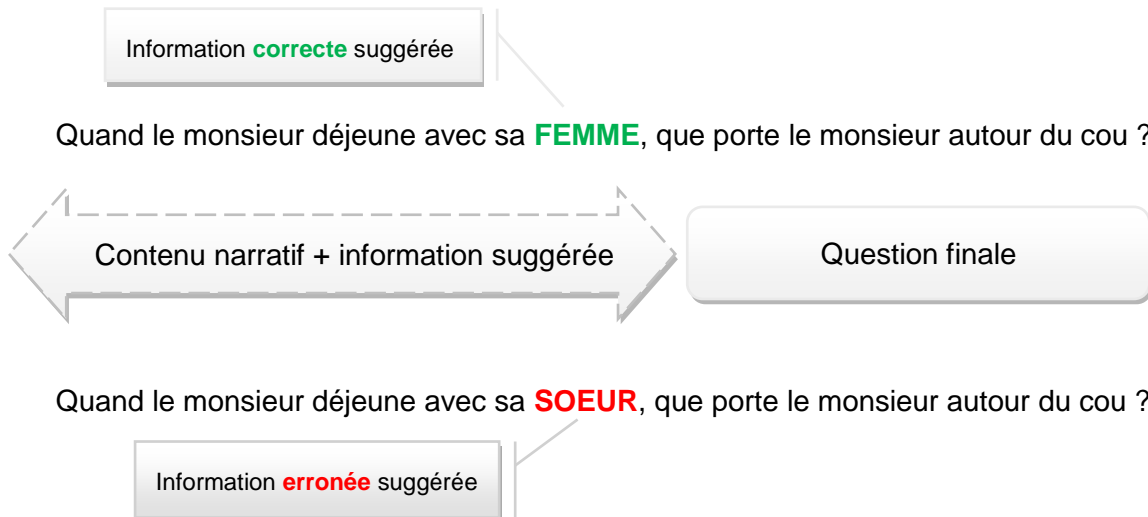 Information correcte suggérée
Quand le monsieur déjeune avec sa FEMME, que porte le monsieur autour du cou ?
Contenu narratif + information suggérée
Question finale
Quand le monsieur déjeune avec sa SOEUR, que porte le monsieur autour du cou ?
Information erronée suggérée